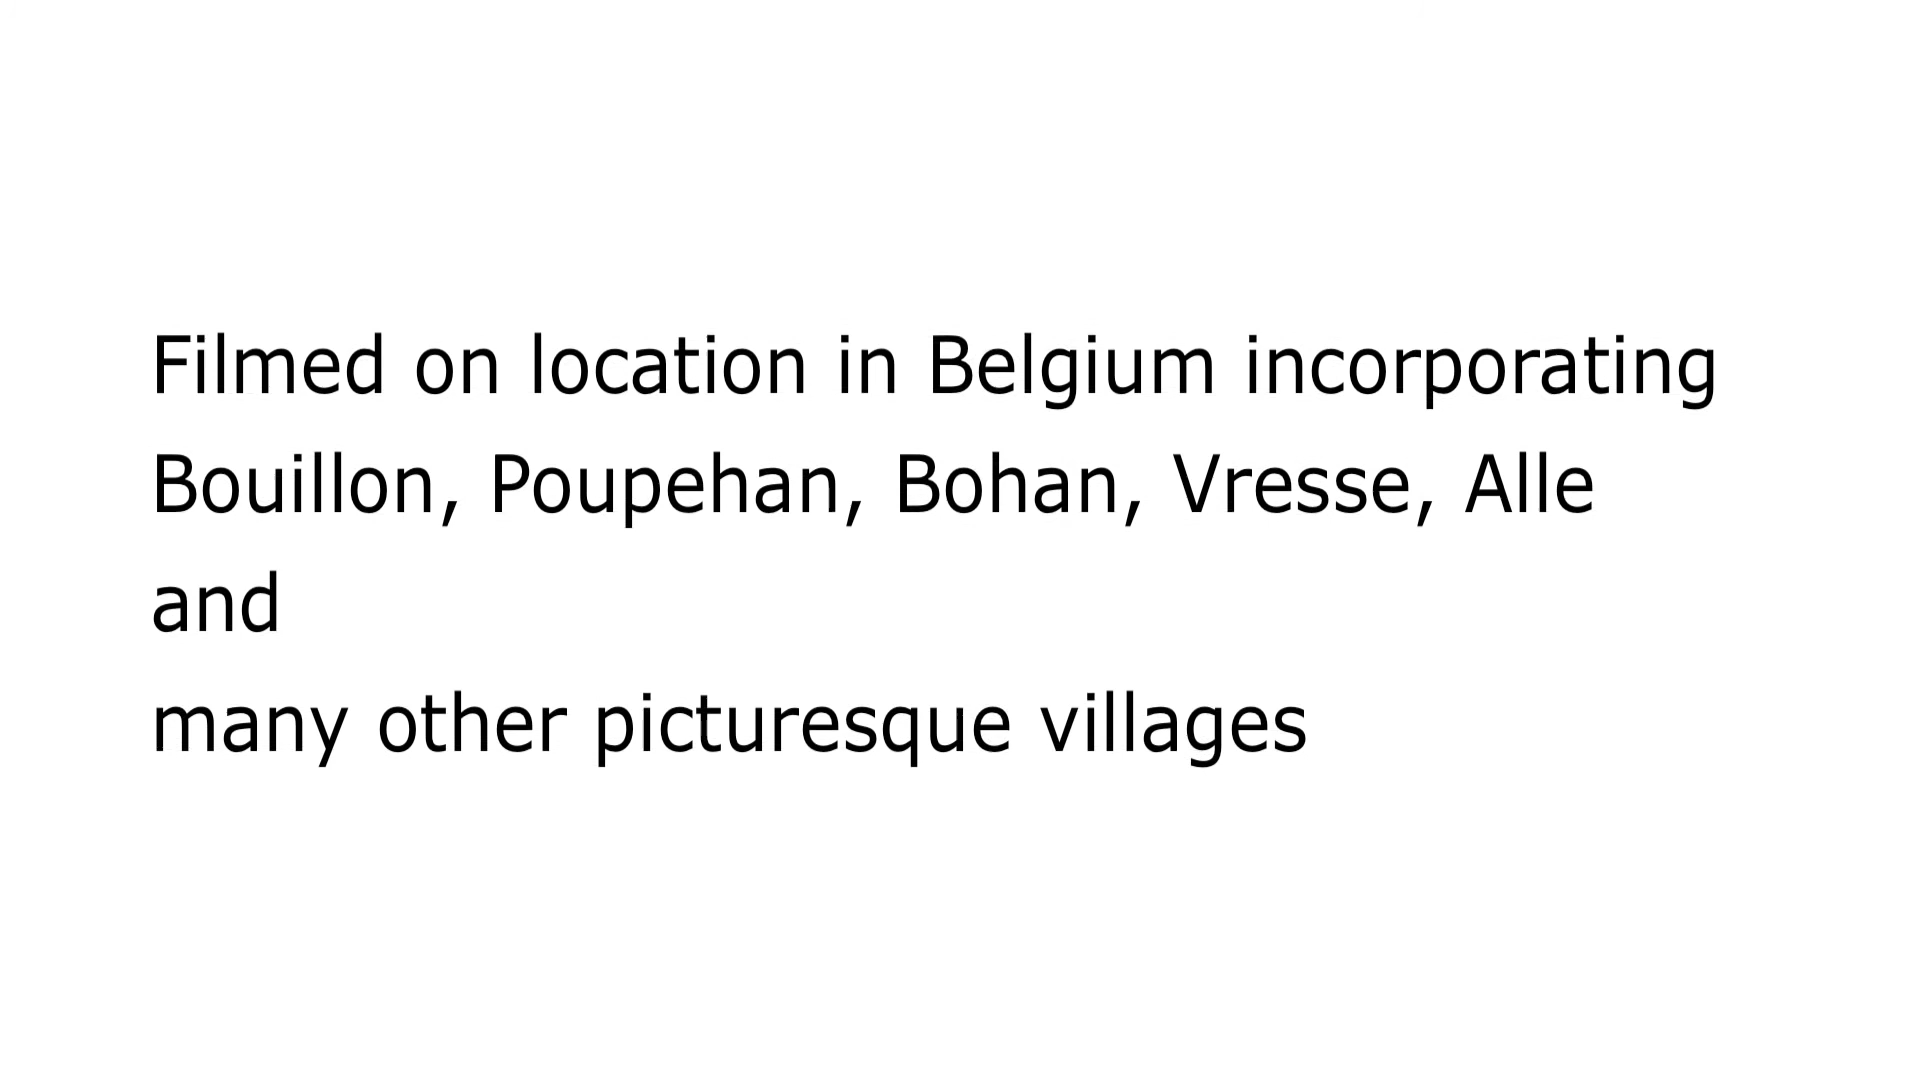 Filmed on location in Belgium incorporating
Bouillon, Poupehan, Bohan, Vresse, Alle
and
many other picturesque villages